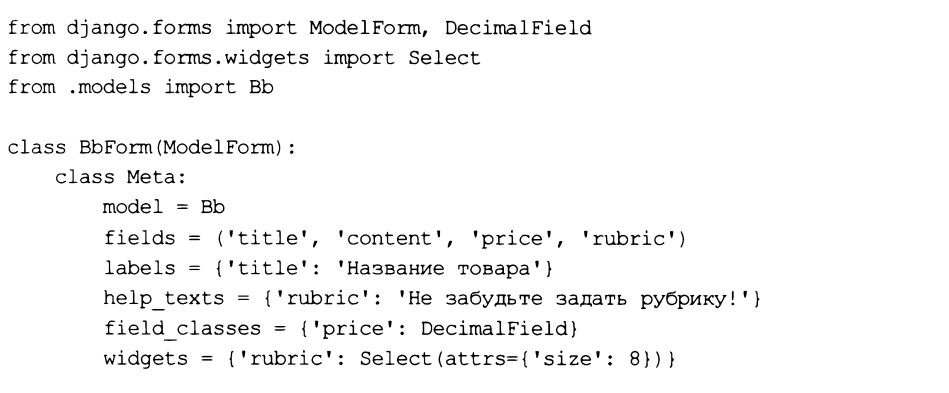 from django.forms import ModelForm, DecimalField
from django.forms.widgets import Select
from .models import Bb

class BbForm(ModelForm):
    class Meta:
        model = Bb
        fields = ('title', 'content', 'price', 'rubric')
        labels = {'title': 'Название товара'}
        help_texts = {'rubric': 'Не забудьте задать рубрику!'}
        field_classes = {'price': DecimalField}
        widgets = {'rubric': Select(attrs={'size': 8})}